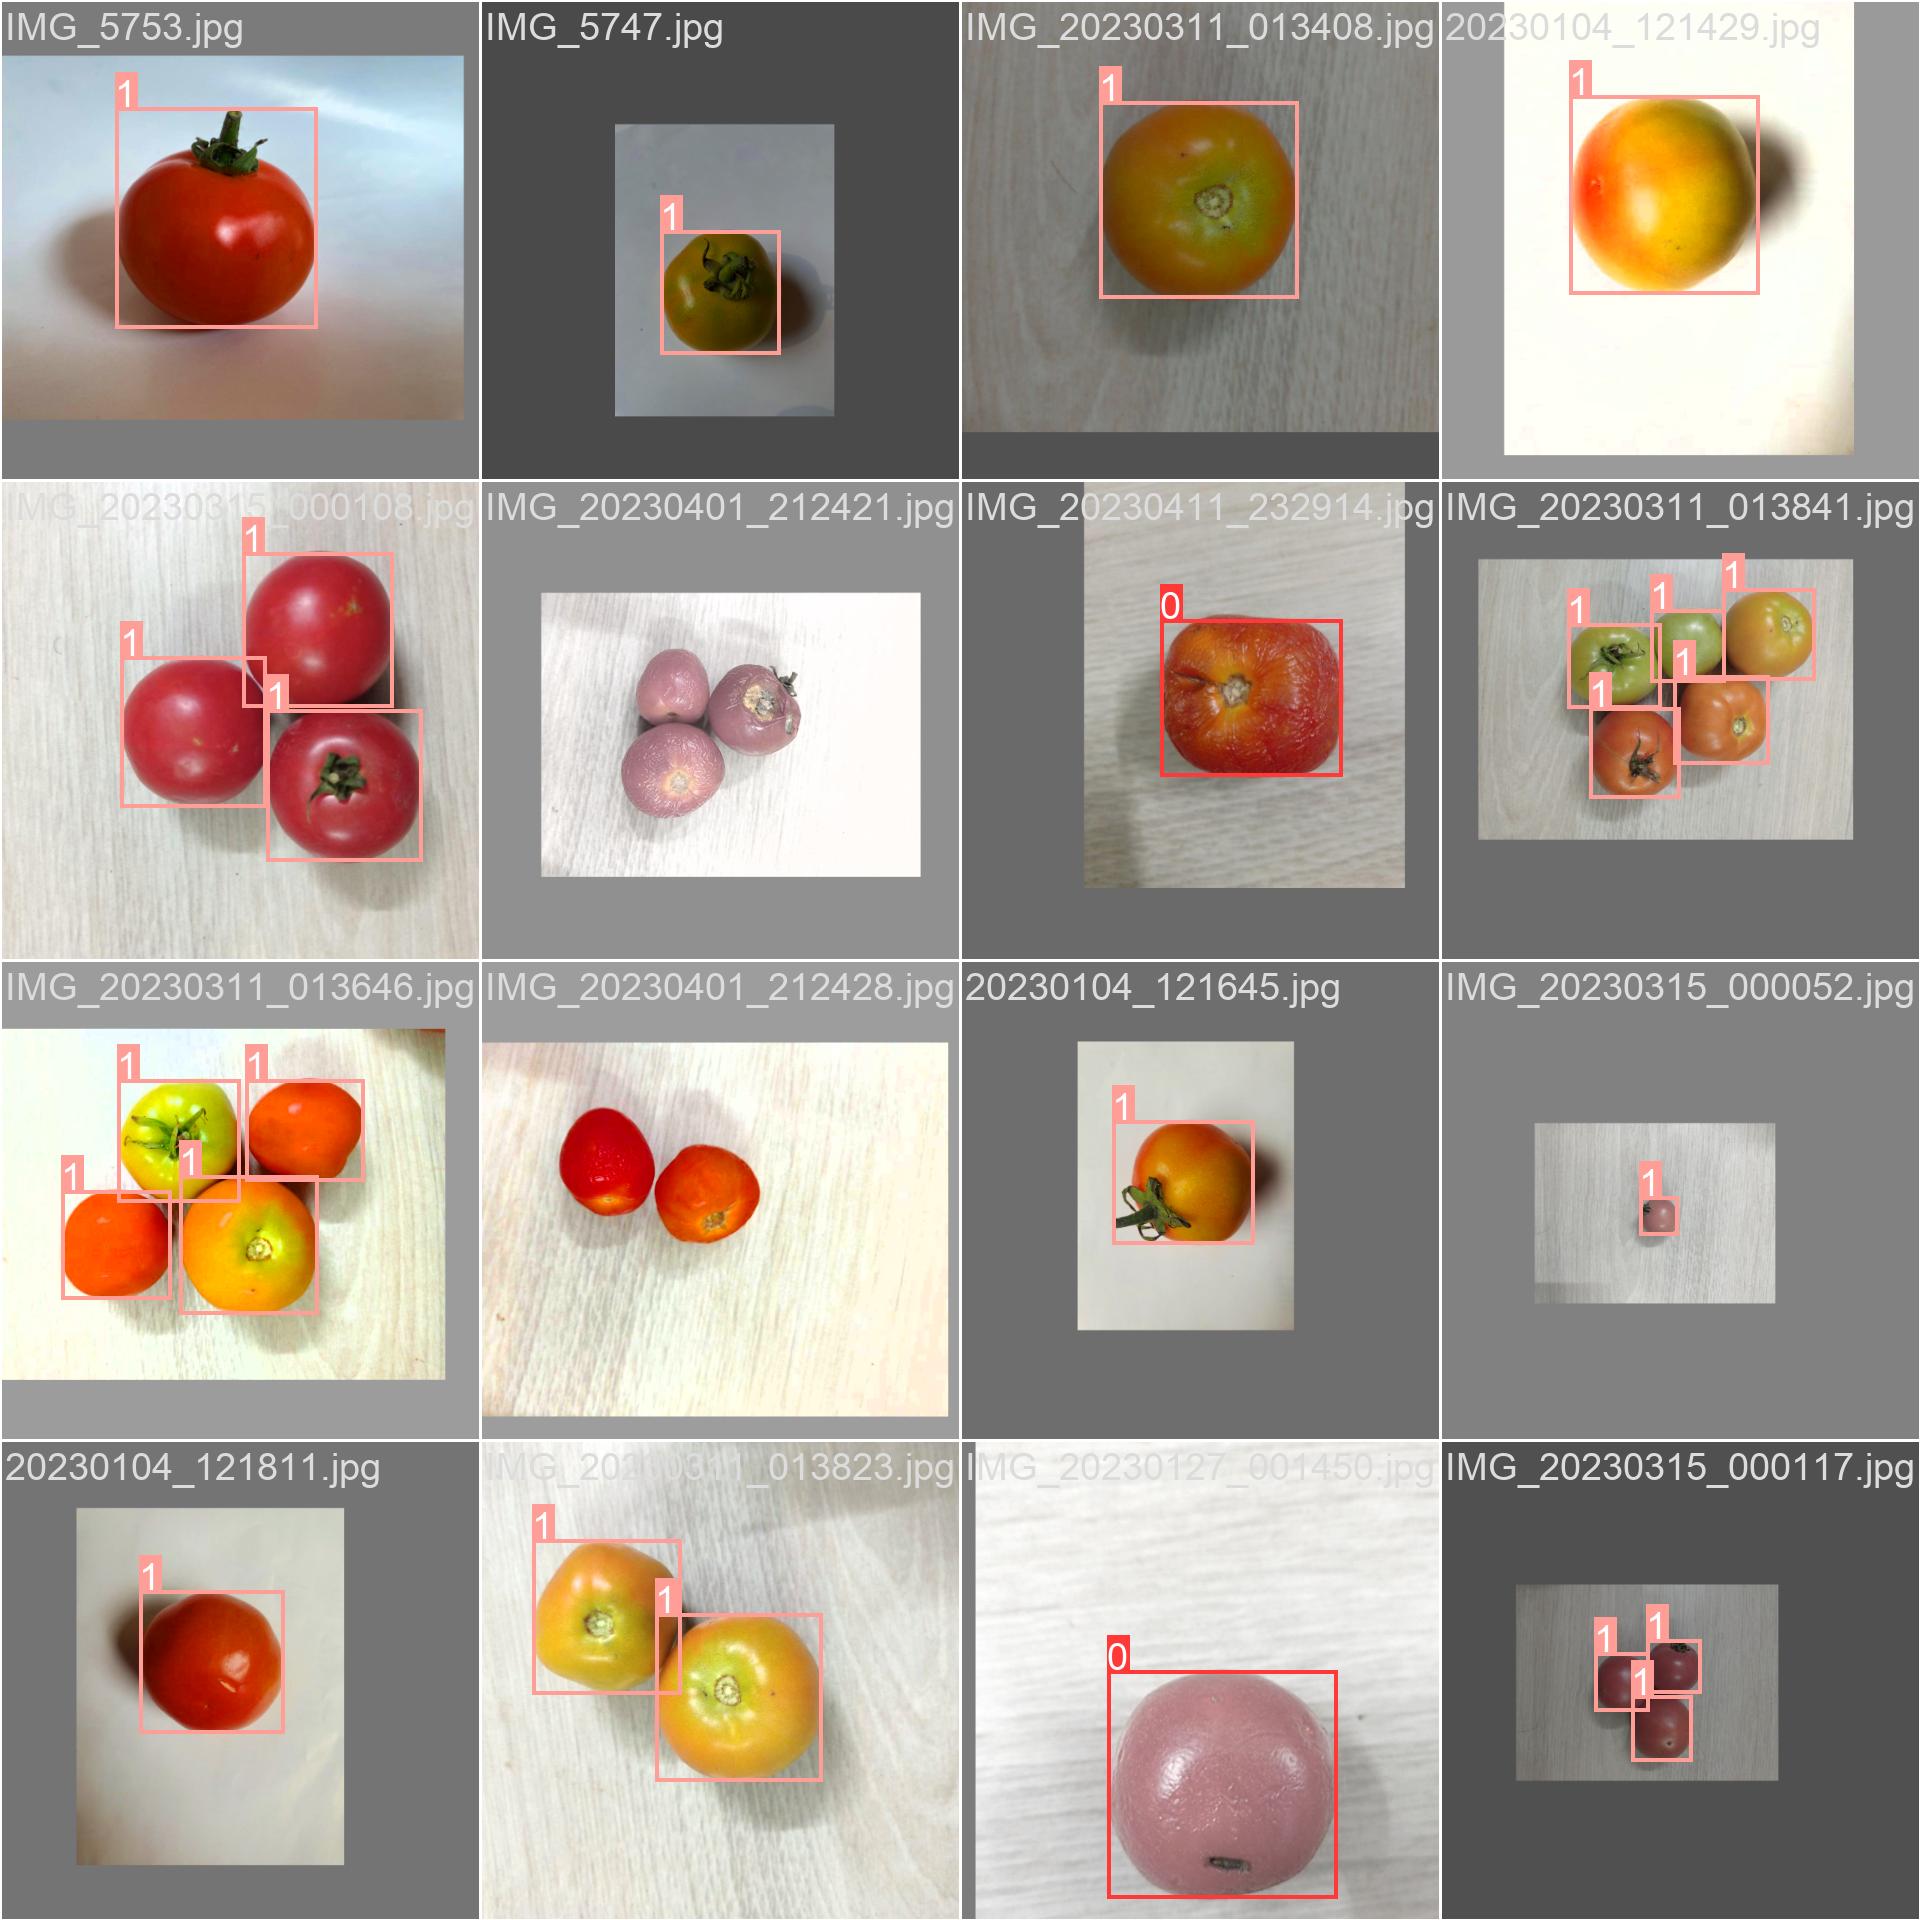 IMG_5753.jpg
IMG_5747.jpg
IMG_20230311_013408.jpg
20230104_121429.jpg
1
1
1
1
IMG_20230315_000108.jpg
IMG_20230401_212421.jpg
IMG_20230411_232914.jpg
IMG_20230311_013841.jpg
1
1
1
0
1
1
1
1
1
IMG_20230311_013646.jpg
IMG_20230401_212428.jpg
20230104_121645.jpg
IMG_20230315_000052.jpg
1
1
1
1
1
1
20230104_121811.jpg
IMG_20230311_013823.jpg
IMG_20230127_001450.jpg
IMG_20230315_000117.jpg
1
1
1
0
1
1
1